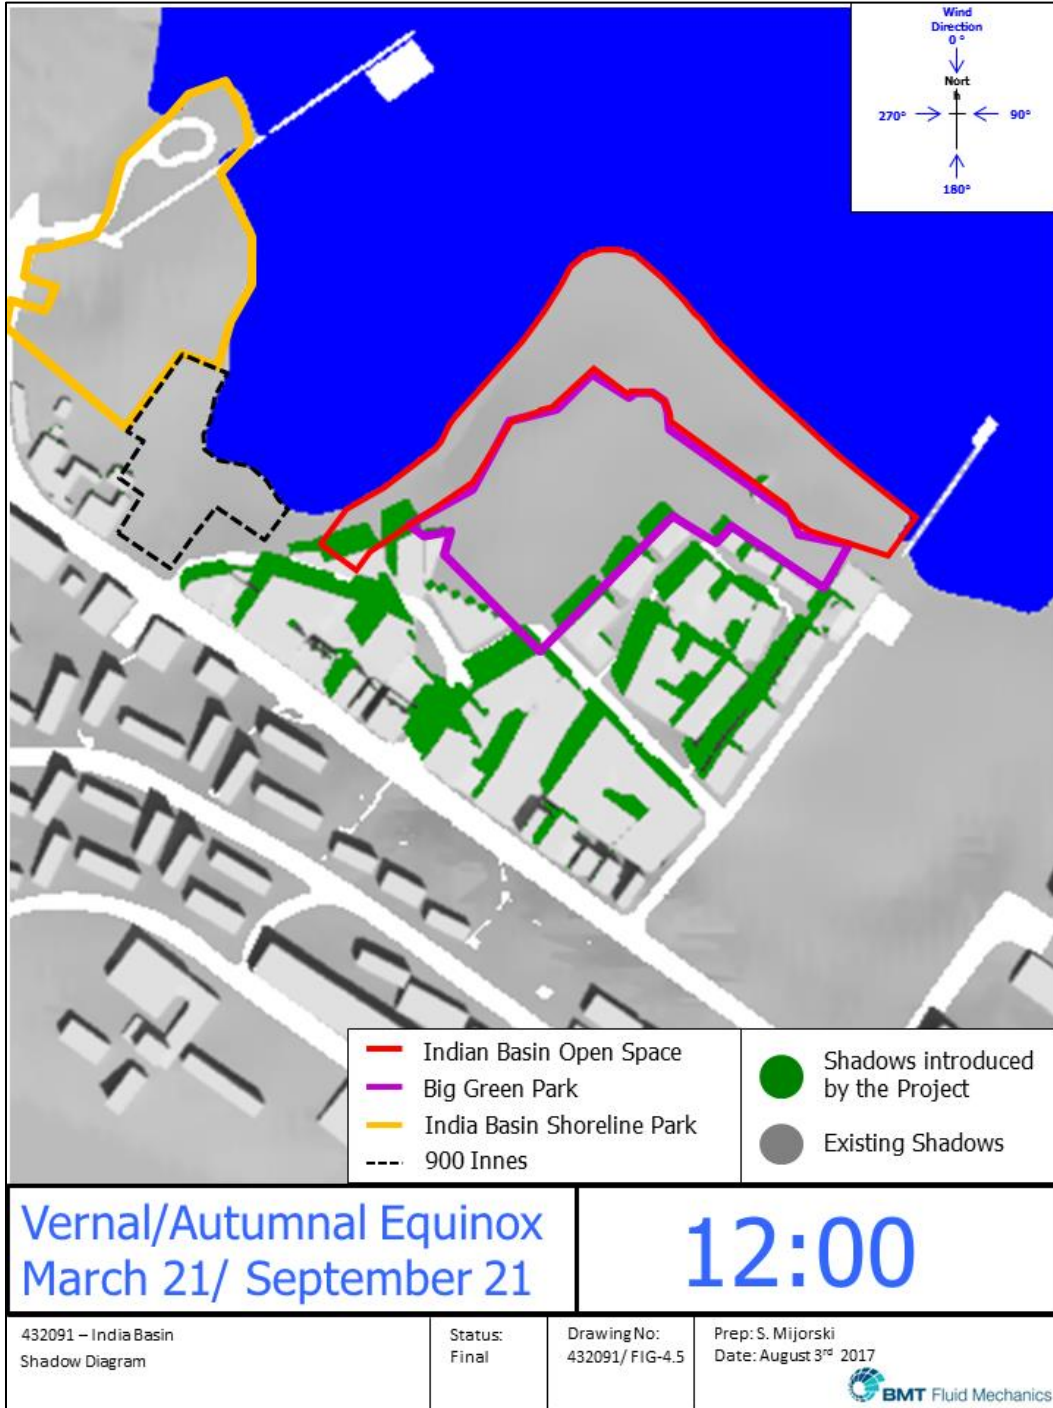 Wind
Direction
0 °
Nort
h
270°
90°
180°
Indian Basin Open Space
Big Green Park
India Basin Shoreline Park
900 Innes
Shadows introduced
by the Project
Existing Shadows
Vernal/Autumnal Equinox
March 21/ September 21
12:00
432091 – India Basin
Shadow Diagram
Status:
Final
Drawing No:
432091/ FIG-4.5
Prep: S. Mijorski
Date: August 3rd 2017
BMT Fluid Mechanics